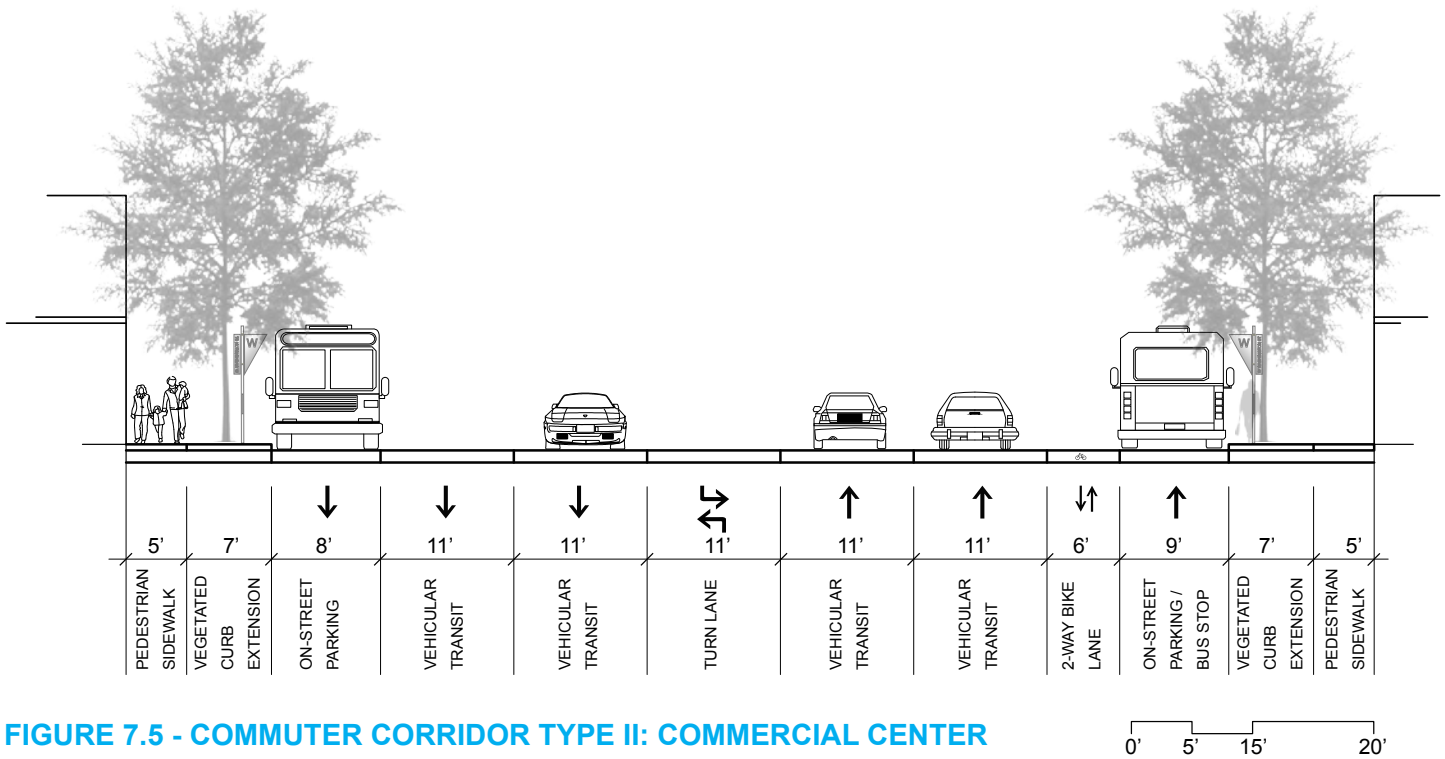 W
W
5’ 7’ 8’ 11’ 11’ 11’ 11’ 11’ 6’ 9’ 7’ 5’
PEDESTRIAN
SIDEWALK
VEGETATED
CURB
EXTENSION
ON-STREET
PARKING
VEHICULAR
TRANSIT
VEHICULAR
TRANSIT
TURN LANE
VEHICULAR
TRANSIT
VEHICULAR
TRANSIT
2-WAY BIKE
LANE
ON-STREET
PARKING /
BUS STOP
VEGETATED
CURB
EXTENSION
PEDESTRIAN
SIDEWALK
FIGURE 7.5 - COMMUTER CORRIDOR TYPE II: COMMERCIAL CENTER
0’ 5’ 15’ 20’